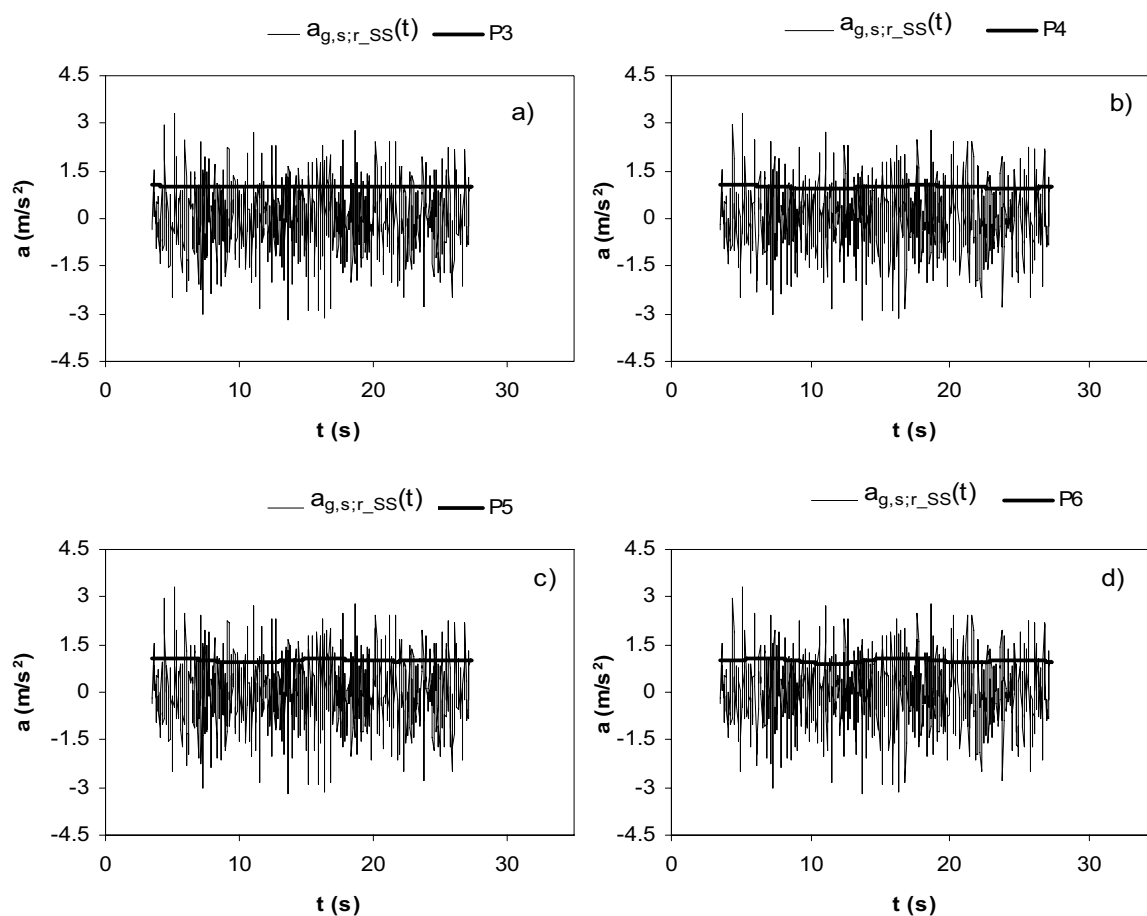 a_g,s;r_SS(t) P3
a)
4.5
3
1.5
0
-1.5
-3
-4.5
a (m/s²)
0 10 20 30
t (s)
a_g,s;r_SS(t) P4
b)
4.5
3
1.5
0
-1.5
-3
-4.5
a (m/s²)
0 10 20 30
t (s)
a_g,s;r_SS(t) P5
c)
4.5
3
1.5
0
-1.5
-3
-4.5
a (m/s²)
0 10 20 30
t (s)
a_g,s;r_SS(t) P6
d)
4.5
3
1.5
0
-1.5
-3
-4.5
a (m/s²)
0 10 20 30
t (s)